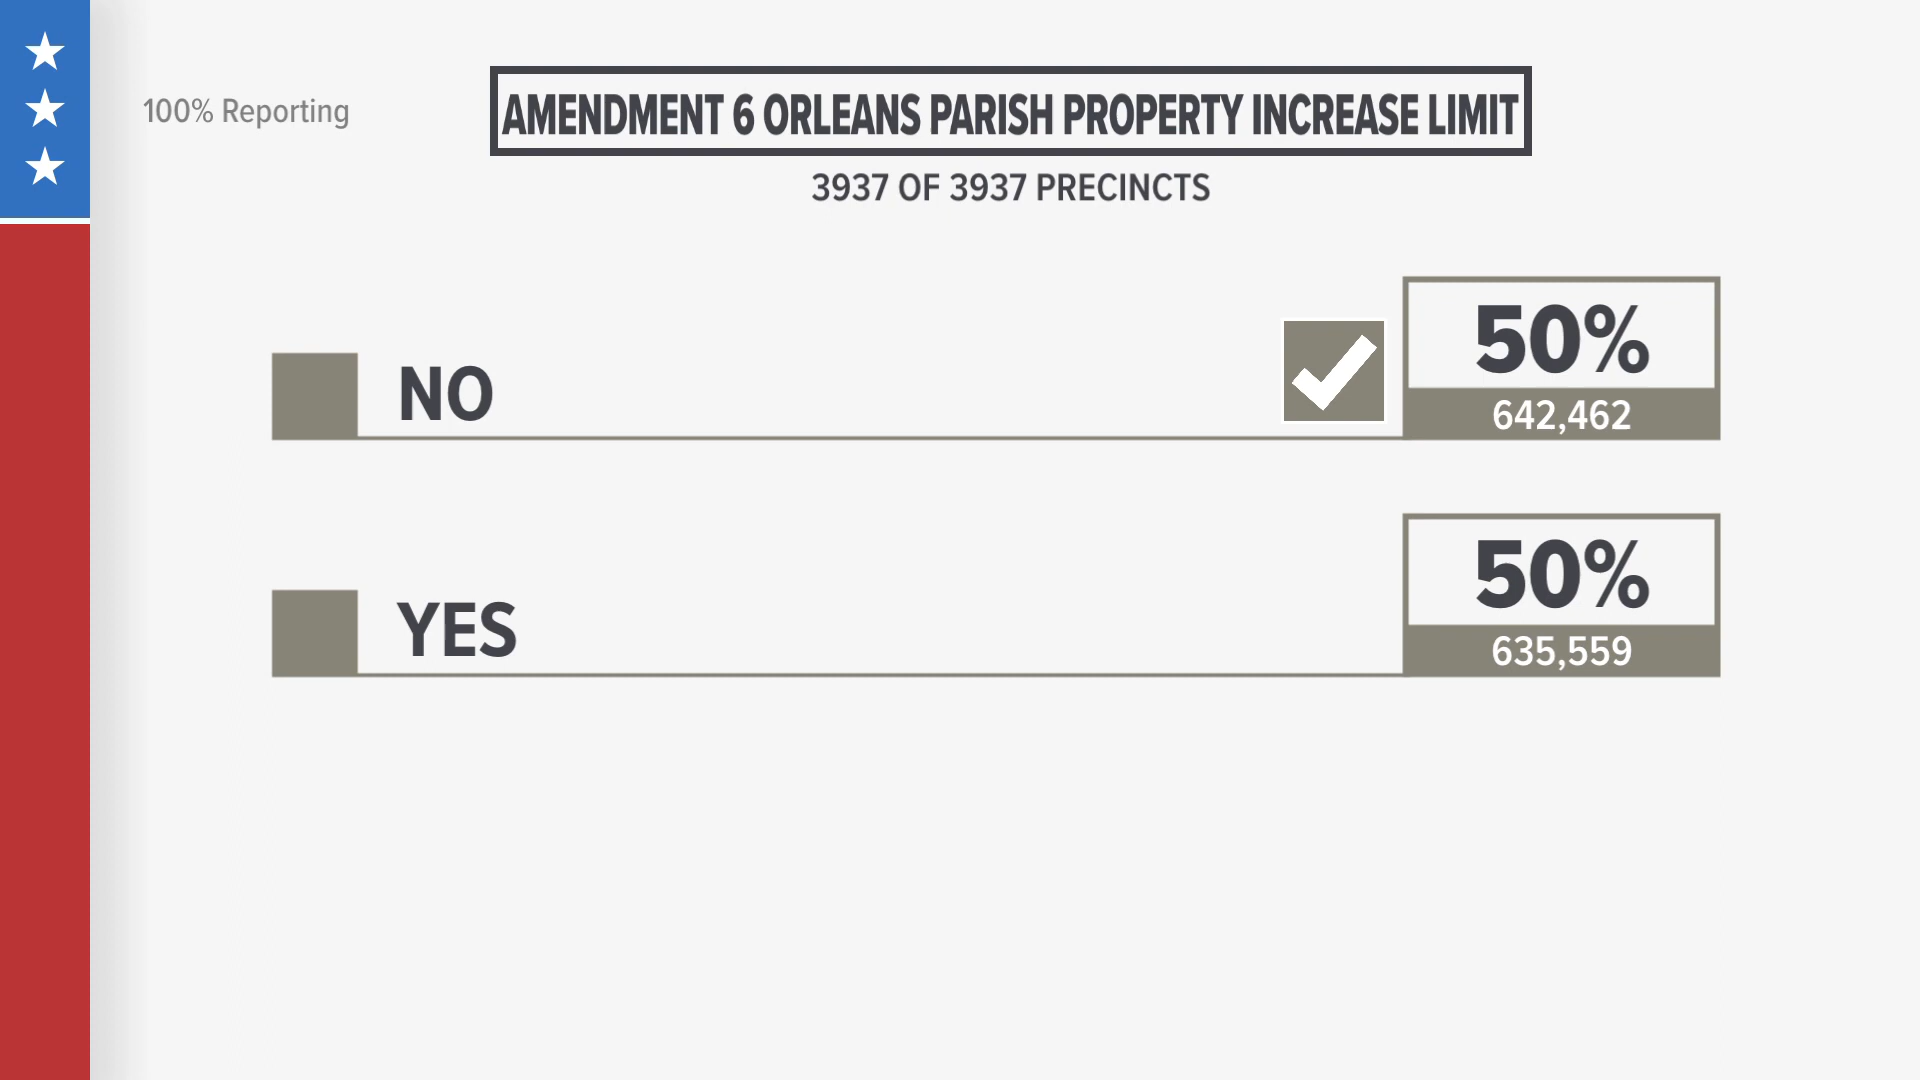 100% Reporting
AMENDMENT 6 ORLEANS PARISH PROPERTY INCREASE LIMIT
3937 OF 3937 PRECINCTS
NO
50%
642,462
YES
50%
635,559